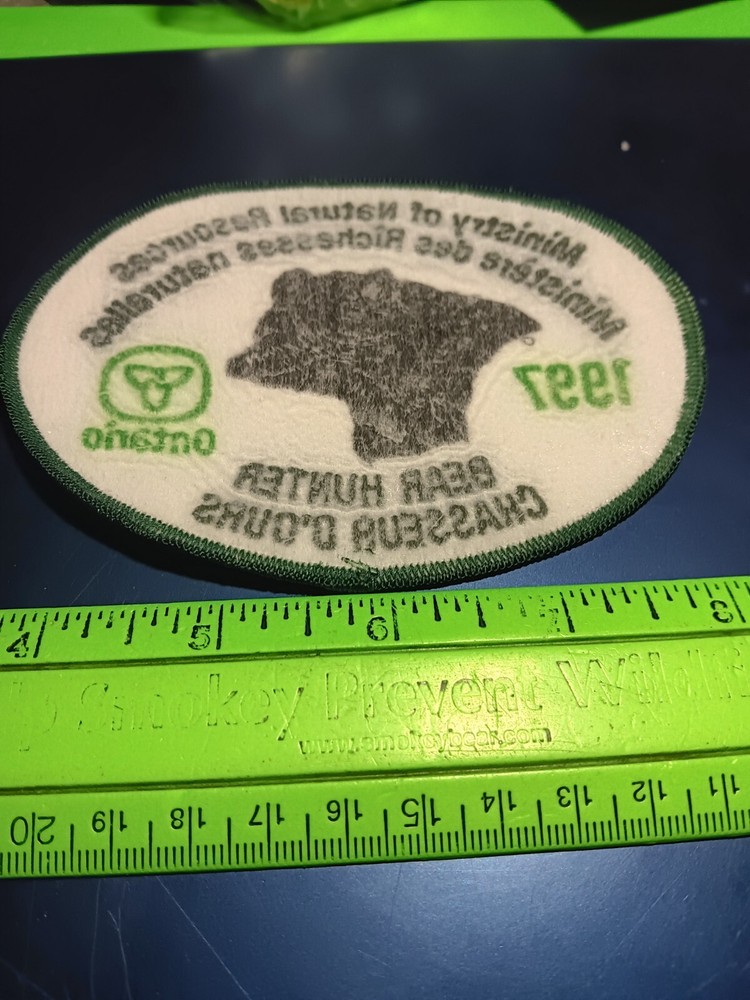 Ministry of Natural Resources
Ministère des Richesses naturelles
1997
Ontario
BEAR HUNTER
CHASSEUR D'OURS
4 5 6 7 8
Smokey Prevent Wildfi
www.smokeybear.com
20 19 18 17 16 15 14 13 12 11